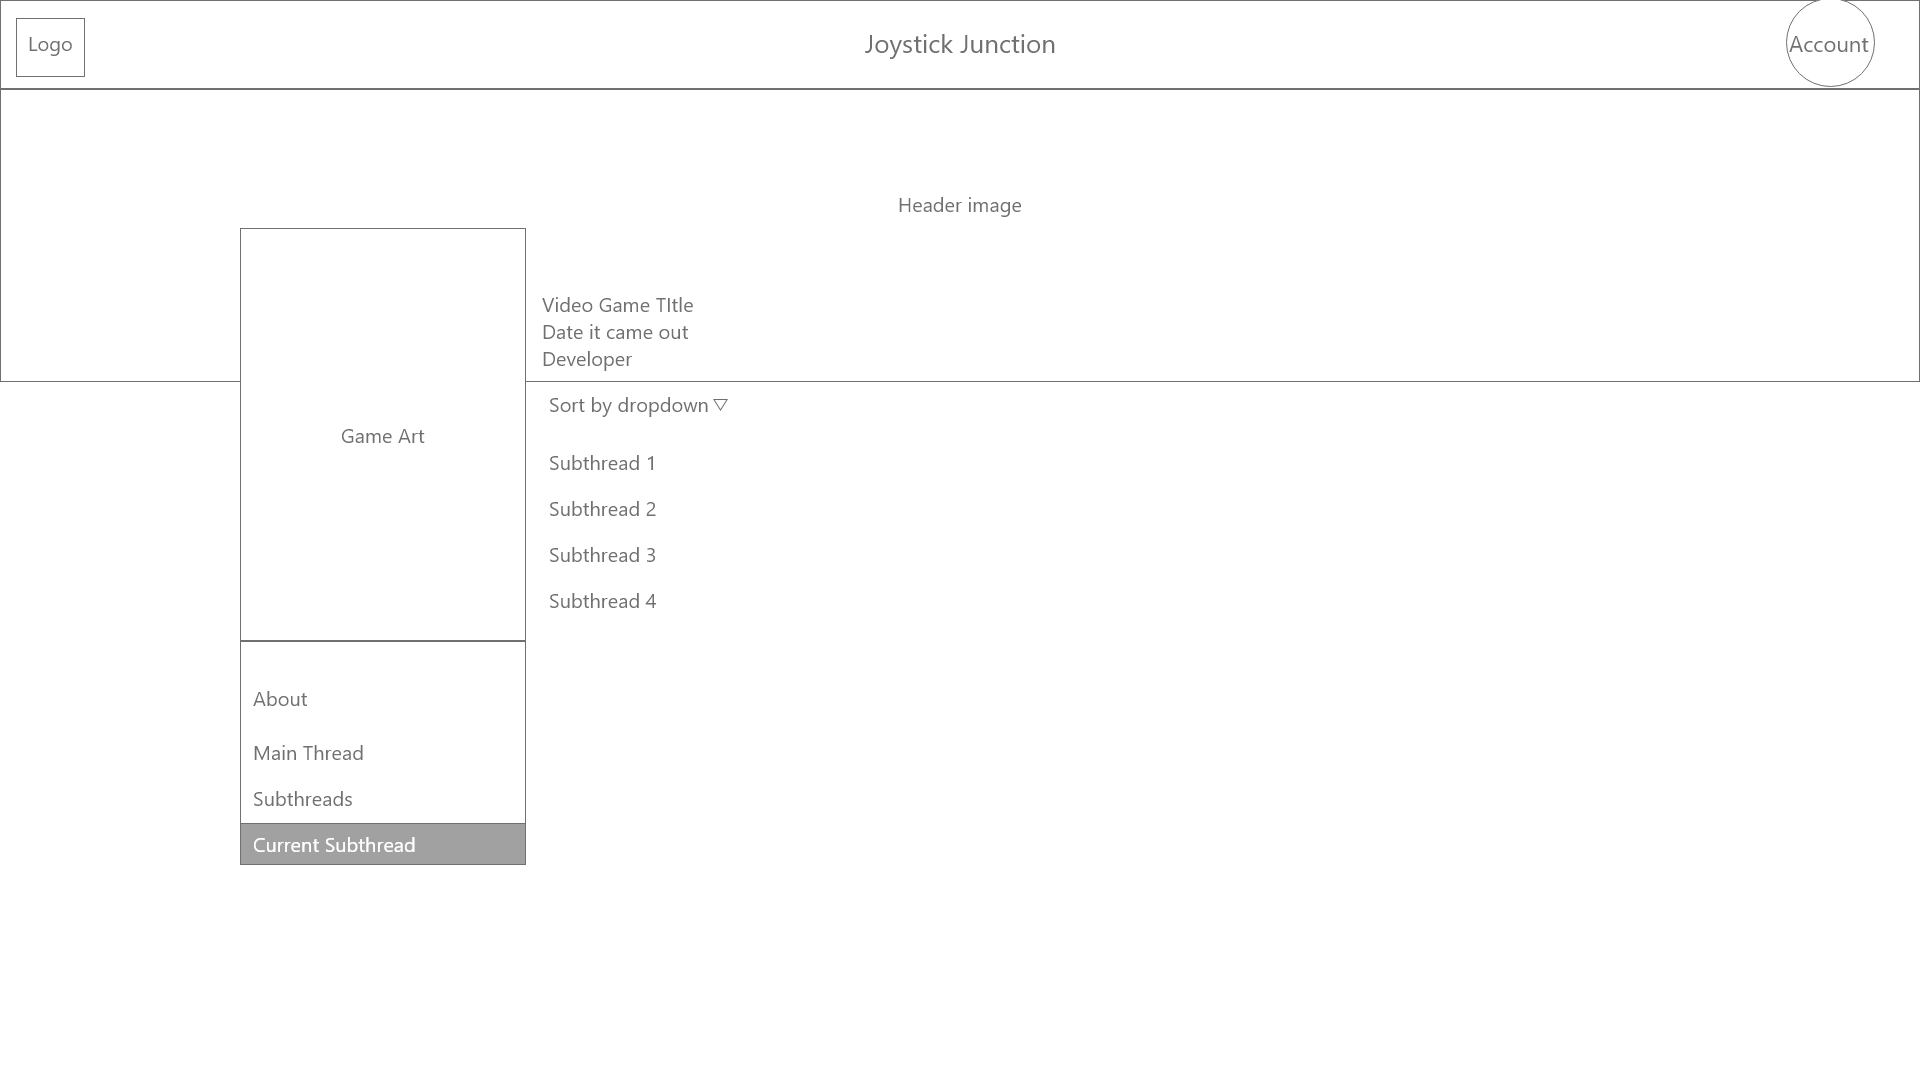 Logo
Joystick Junction
Account
Header image
Video Game TItle
Date it came out
Developer
Sort by dropdown
Game Art
Subthread 1
Subthread 2
Subthread 3
Subthread 4
About
Main Thread
Subthreads
Current Subthread